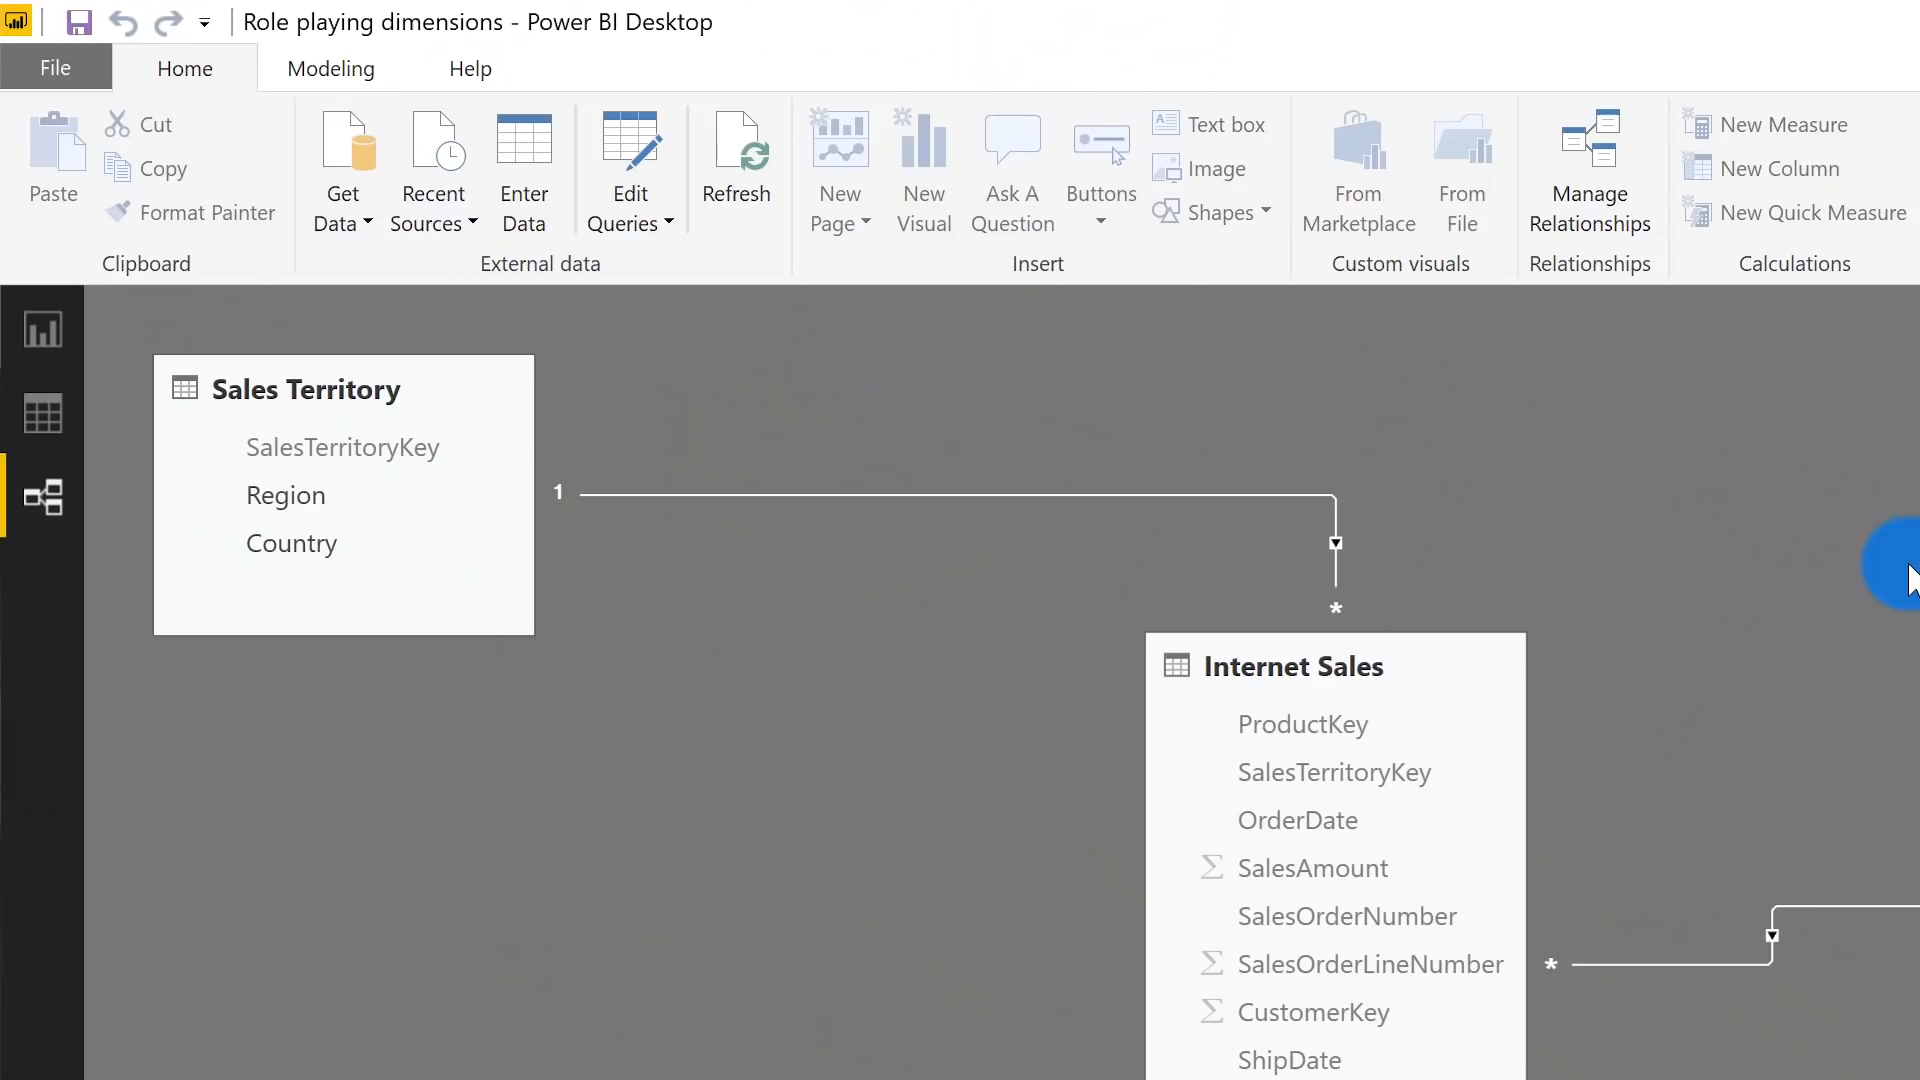 Role playing dimensions - Power BI Desktop
File
Home
Modeling
Help
Paste
Cut
Copy
Format Painter
Clipboard
Get
Data
Recent
Sources
Enter
Data
Edit
Queries
Refresh
External data
New
Page
New
Visual
Ask A
Question
Buttons
Text box
Image
Shapes
Insert
From
Marketplace
From
File
Custom visuals
Manage
Relationships
Relationships
New Measure
New Column
New Quick Measure
Calculations
Sales Territory
SalesTerritoryKey
Region
Country
1
*
Internet Sales
ProductKey
SalesTerritoryKey
OrderDate
Σ SalesAmount
SalesOrderNumber
Σ SalesOrderLineNumber
*
Σ CustomerKey
ShipDate